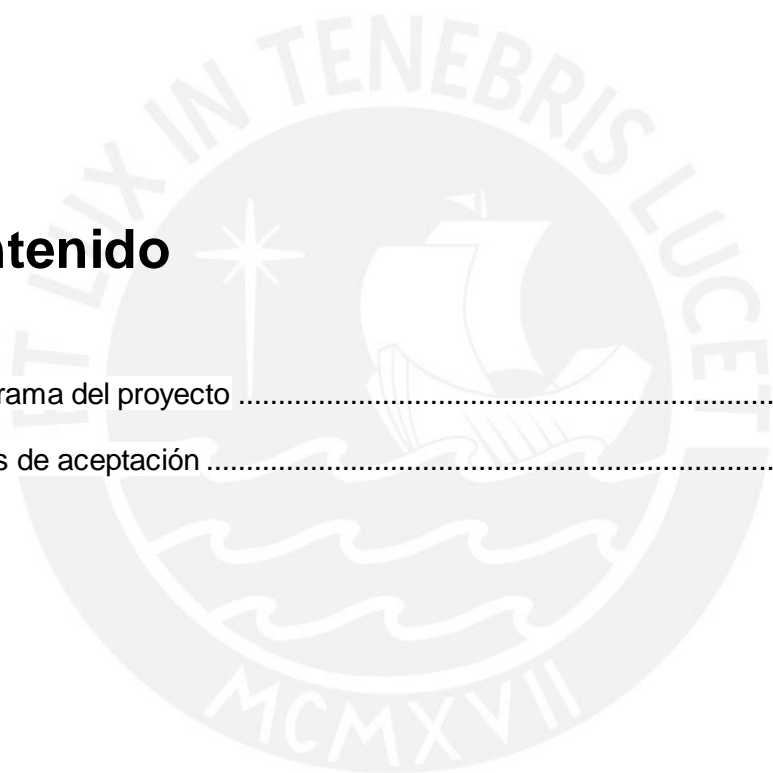 ntenido
rama del proyecto ................................................................................
s de aceptación ....................................................................................
ET LUX IN TENEBRIS LUCET
MCMXVII